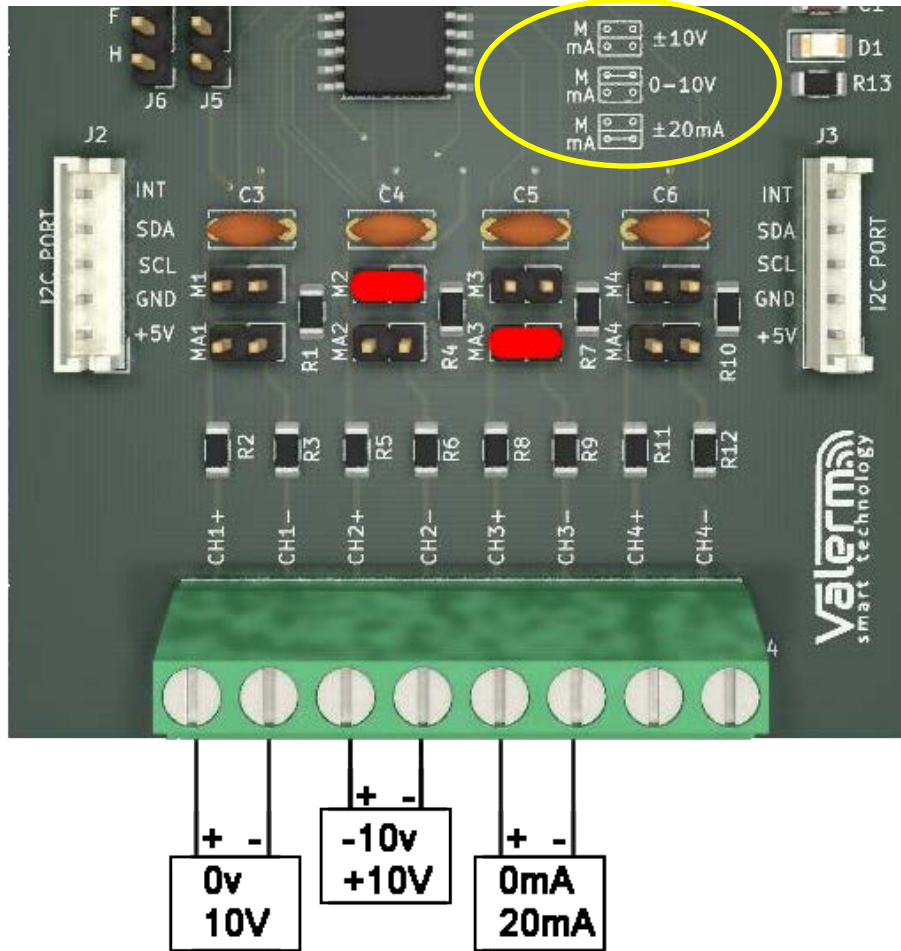 F
H
J6
J5
M
mA
±10V
M
mA
0-10V
M
mA
±20mA
D1
R13
J2
J3
I2C PORT
INT
SDA
SCL
GND
+5V
C3
C4
C5
C6
INT
SDA
SCL
GND
+5V
I2C PORT
M1
M2
M3
M4
MA1
MA2
MA3
MA4
R1
R4
R7
R10
R2
R3
R5
R6
R8
R9
R11
R12
CH1+
CH1-
CH2+
CH2-
CH3+
CH3-
CH4+
CH4-
valerm
smart technology
4
+ -
0v
10V
+ -
-10v
+10V
+ -
0mA
20mA